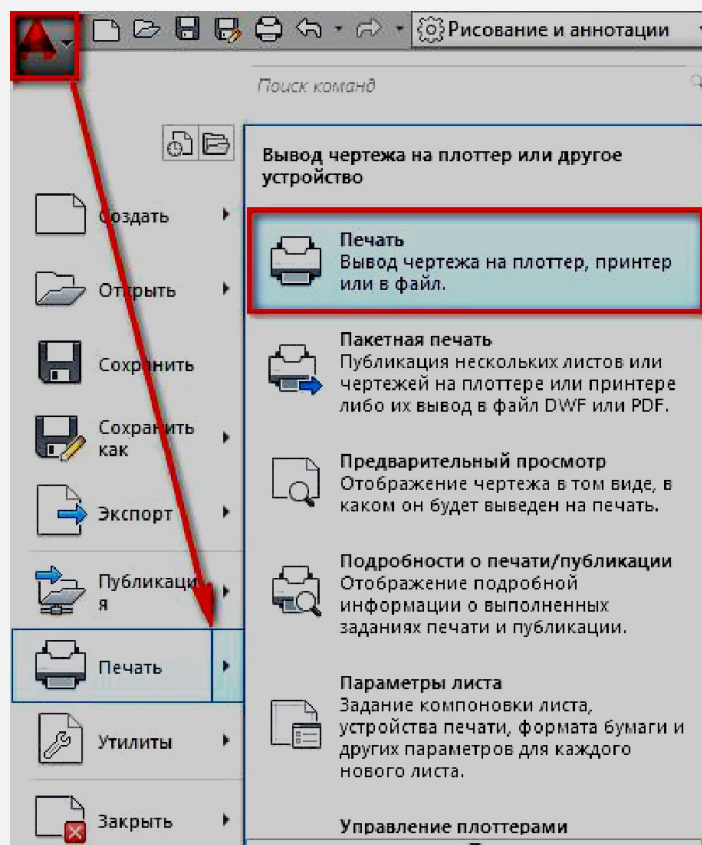 Рисование и аннотации
Поиск команд
Вывод чертежа на плоттер или другое
устройство
Создать
Открыть
Сохранить
Сохранить
как
Экспорт
Публикаци
я
Печать
Утилиты
Закрыть
Печать
Вывод чертежа на плоттер, принтер
или в файл.
Пакетная печать
Публикация нескольких листов или
чертежей на плоттере или принтере
либо их вывод в файл DWF или PDF.
Предварительный просмотр
Отображение чертежа в том виде, в
каком он будет выведен на печать.
Подробности о печати/публикации
Отображение подробной
информации о выполненных
заданиях печати и публикации.
Параметры листа
Задание компоновки листа,
устройства печати, формата бумаги и
других параметров для каждого
нового листа.
Управление плоттерами